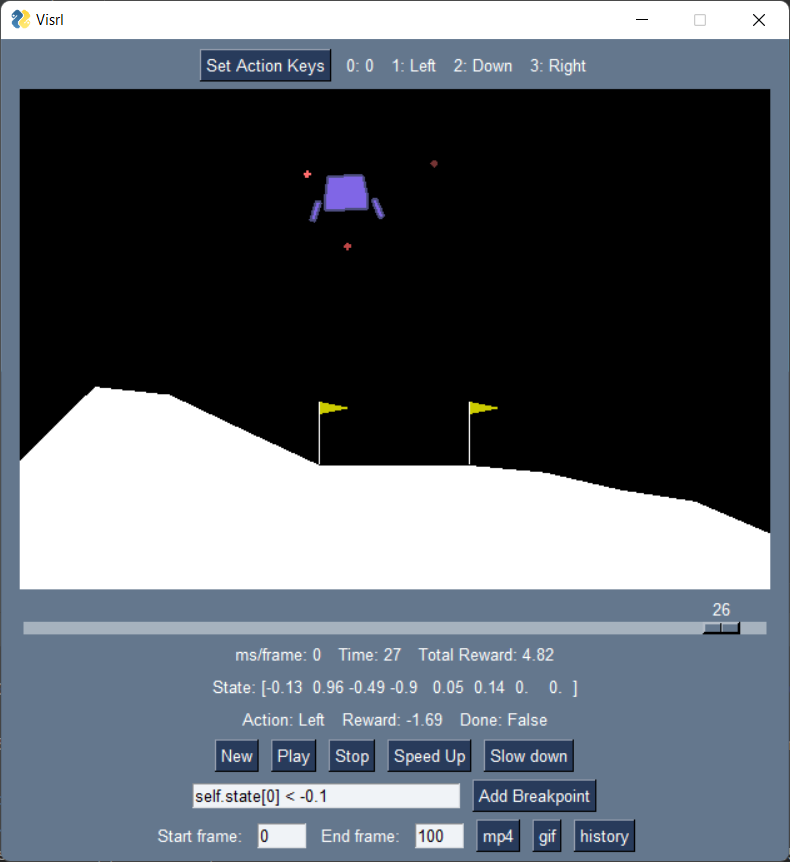 Visrl
Set Action Keys 0: 0 1: Left 2: Down 3: Right
26
ms/frame: 0 Time: 27 Total Reward: 4.82
State: [-0.13 0.96 -0.49 -0.9 0.05 0.14 0. 0. ]
Action: Left Reward: -1.69 Done: False
New Play Stop Speed Up Slow down
self.state[0] < -0.1 Add Breakpoint
Start frame: 0 End frame: 100 mp4 gif history